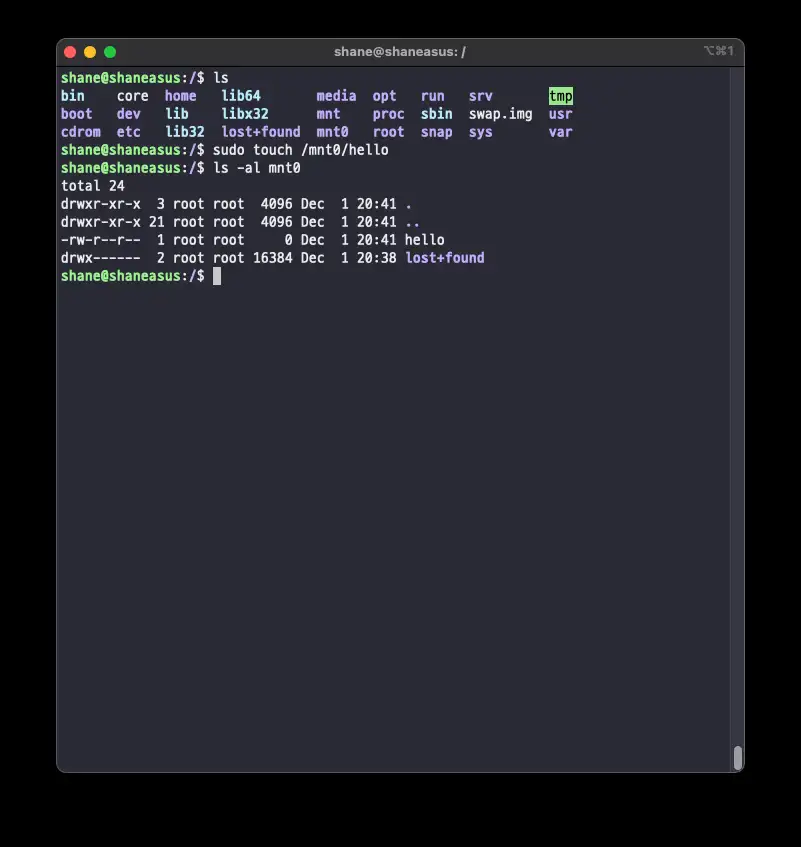 shane@shaneasus: /
⌥⌘1
shane@shaneasus:/$ ls
bin    core  home   lib64       media  opt   run   srv       tmp
boot   dev   lib    libx32      mnt    proc  sbin  swap.img  usr
cdrom  etc   lib32  lost+found  mnt0   root  snap  sys       var
shane@shaneasus:/$ sudo touch /mnt0/hello
shane@shaneasus:/$ ls -al mnt0
total 24
drwxr-xr-x  3 root root  4096 Dec  1 20:41 .
drwxr-xr-x 21 root root  4096 Dec  1 20:41 ..
-rw-r--r--  1 root root     0 Dec  1 20:41 hello
drwx------  2 root root 16384 Dec  1 20:38 lost+found
shane@shaneasus:/$